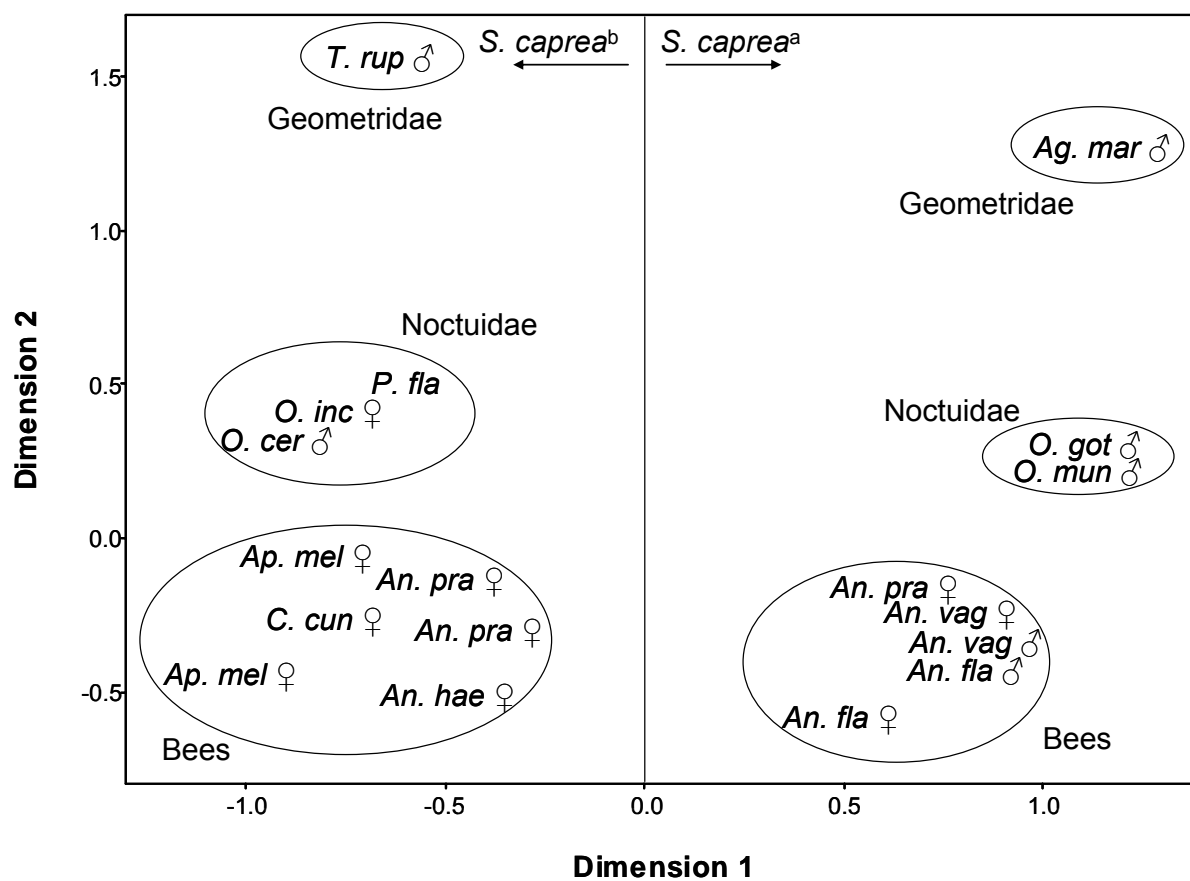 T. rup ♂
S. caprea^b
S. caprea^a
1.5
Geometridae
Ag. mar ♂
Geometridae
1.0
Noctuidae
P. fla
O. inc ♀
O. cer ♂
0.5
Noctuidae
O. got ♂
O. mun ♂
0.0
Ap. mel ♀
An. pra ♀
C. cun ♀
An. pra ♀
Ap. mel ♀
An. hae ♀
Bees
An. pra ♀
An. vag ♀
An. vag ♂
An. fla ♂
An. fla ♀
Bees
-0.5
-1.0 -0.5 0.0 0.5 1.0
Dimension 1
Dimension 2